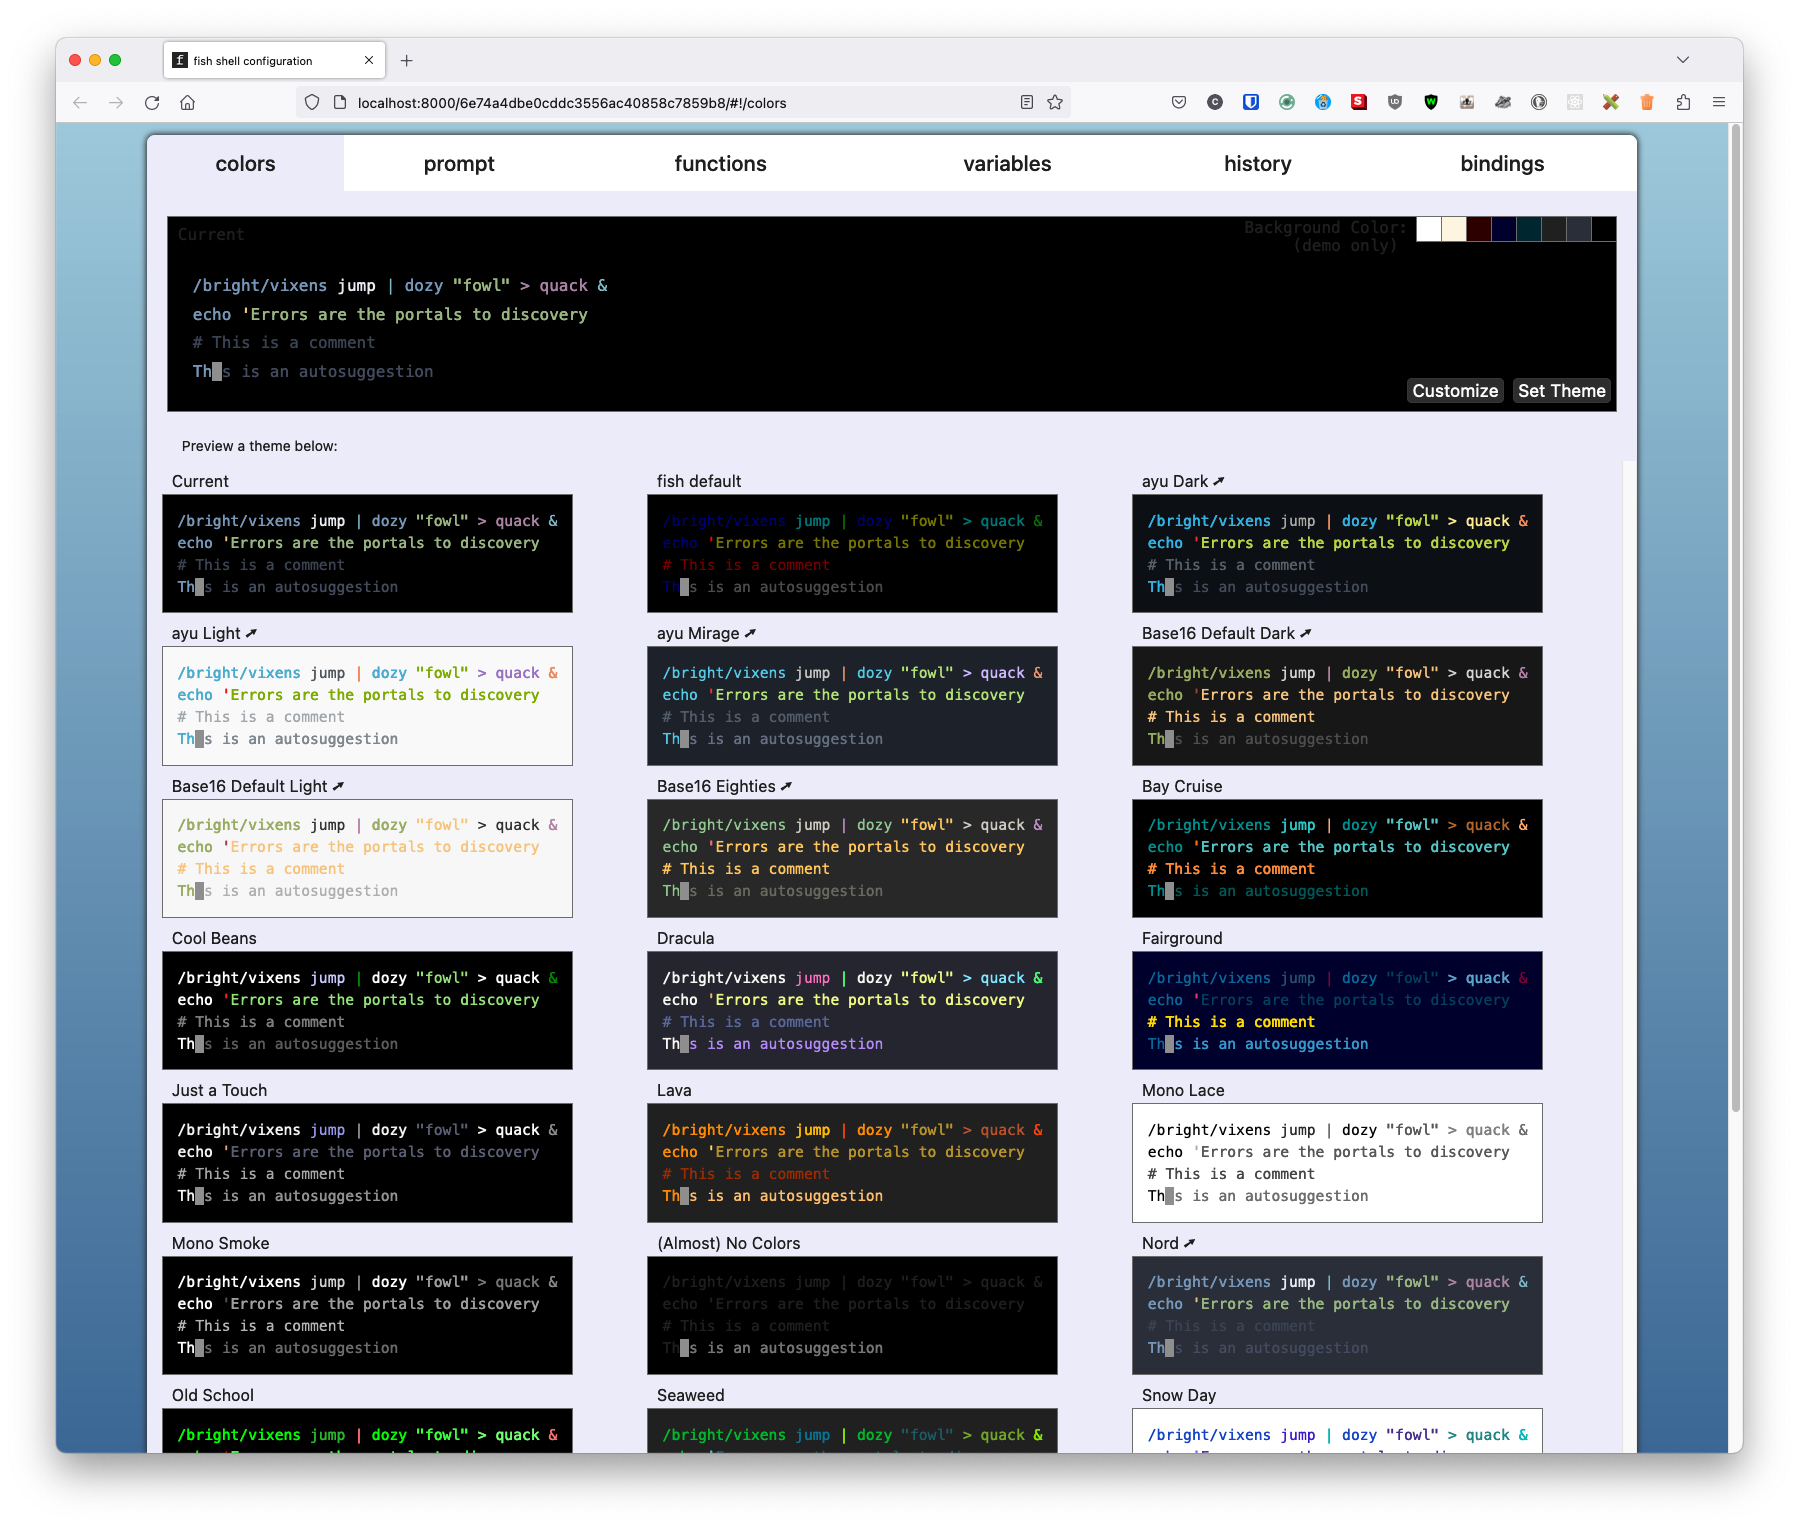 fish shell configuration
localhost:8000/6e74a4dbe0cddc3556ac40858c7859b8/#!/colors
colors prompt functions variables history bindings
Current
Background Color:
(demo only)
/bright/vixens jump | dozy "fowl" > quack &
echo 'Errors are the portals to discovery
# This is a comment
Th s is an autosuggestion
Customize Set Theme
Preview a theme below:
Current
/bright/vixens jump | dozy "fowl" > quack &
echo 'Errors are the portals to discovery
# This is a comment
Th s is an autosuggestion
fish default
/bright/vixens jump | dozy "fowl" > quack &
echo 'Errors are the portals to discovery
# This is a comment
Th s is an autosuggestion
ayu Dark
/bright/vixens jump | dozy "fowl" > quack &
echo 'Errors are the portals to discovery
# This is a comment
Th s is an autosuggestion
ayu Light
/bright/vixens jump | dozy "fowl" > quack &
echo 'Errors are the portals to discovery
# This is a comment
Th s is an autosuggestion
ayu Mirage
/bright/vixens jump | dozy "fowl" > quack &
echo 'Errors are the portals to discovery
# This is a comment
Th s is an autosuggestion
Base16 Default Dark
/bright/vixens jump | dozy "fowl" > quack &
echo 'Errors are the portals to discovery
# This is a comment
Th s is an autosuggestion
Base16 Default Light
/bright/vixens jump | dozy "fowl" > quack &
echo 'Errors are the portals to discovery
# This is a comment
Th s is an autosuggestion
Base16 Eighties
/bright/vixens jump | dozy "fowl" > quack &
echo 'Errors are the portals to discovery
# This is a comment
Th s is an autosuggestion
Bay Cruise
/bright/vixens jump | dozy "fowl" > quack &
echo 'Errors are the portals to discovery
# This is a comment
Th s is an autosuggestion
Cool Beans
/bright/vixens jump | dozy "fowl" > quack &
echo 'Errors are the portals to discovery
# This is a comment
Th s is an autosuggestion
Dracula
/bright/vixens jump | dozy "fowl" > quack &
echo 'Errors are the portals to discovery
# This is a comment
Th s is an autosuggestion
Fairground
/bright/vixens jump | dozy "fowl" > quack &
echo 'Errors are the portals to discovery
# This is a comment
Th s is an autosuggestion
Just a Touch
/bright/vixens jump | dozy "fowl" > quack &
echo 'Errors are the portals to discovery
# This is a comment
Th s is an autosuggestion
Lava
/bright/vixens jump | dozy "fowl" > quack &
echo 'Errors are the portals to discovery
# This is a comment
Th s is an autosuggestion
Mono Lace
/bright/vixens jump | dozy "fowl" > quack &
echo 'Errors are the portals to discovery
# This is a comment
Th s is an autosuggestion
Mono Smoke
/bright/vixens jump | dozy "fowl" > quack &
echo 'Errors are the portals to discovery
# This is a comment
Th s is an autosuggestion
(Almost) No Colors
/bright/vixens jump | dozy "fowl" > quack &
echo 'Errors are the portals to discovery
# This is a comment
Th s is an autosuggestion
Nord
/bright/vixens jump | dozy "fowl" > quack &
echo 'Errors are the portals to discovery
# This is a comment
Th s is an autosuggestion
Old School
/bright/vixens jump | dozy "fowl" > quack &
Seaweed
/bright/vixens jump | dozy "fowl" > quack &
Snow Day
/bright/vixens jump | dozy "fowl" > quack &